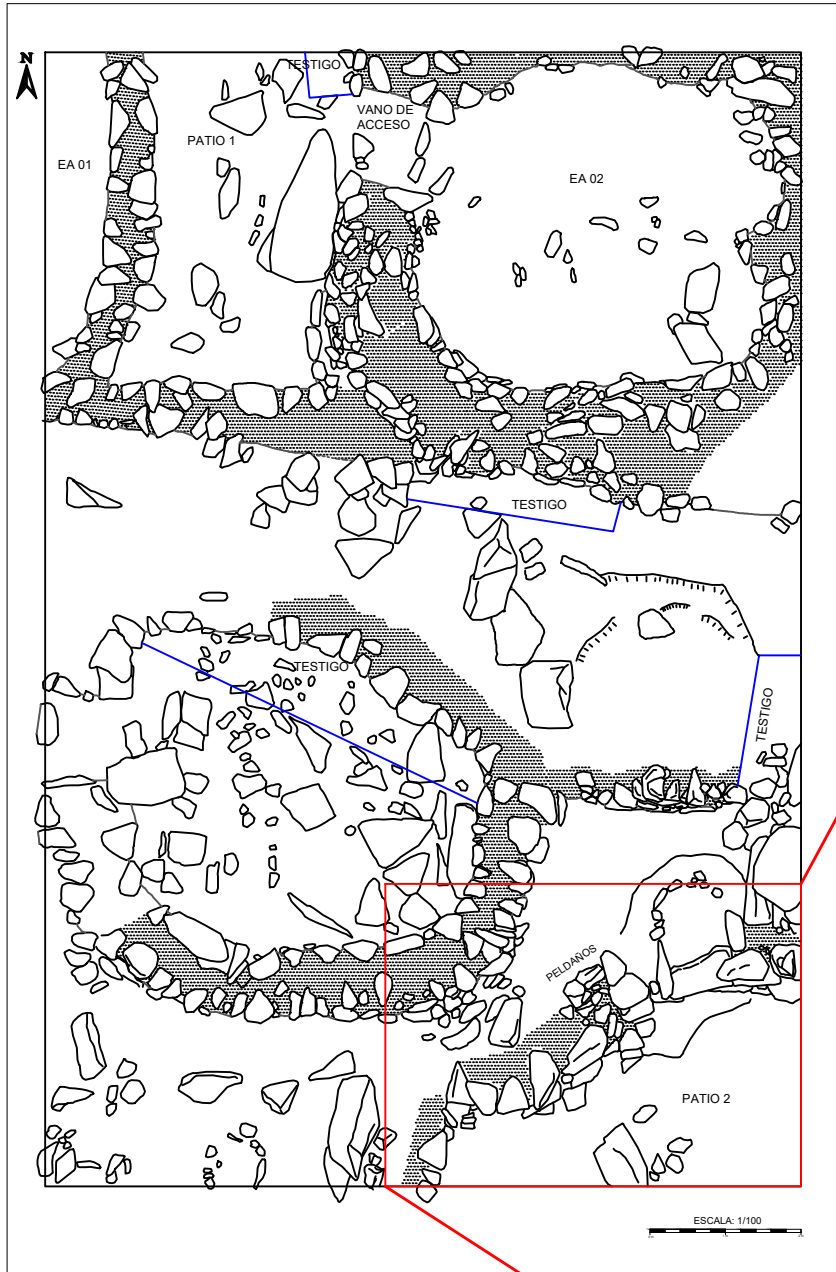 N
TESTIGO
VANO DE
ACCESO
PATIO 1
EA 01
EA 02
TESTIGO
TESTIGO
TESTIGO
PELDAÑOS
PATIO 2
ESCALA: 1/100